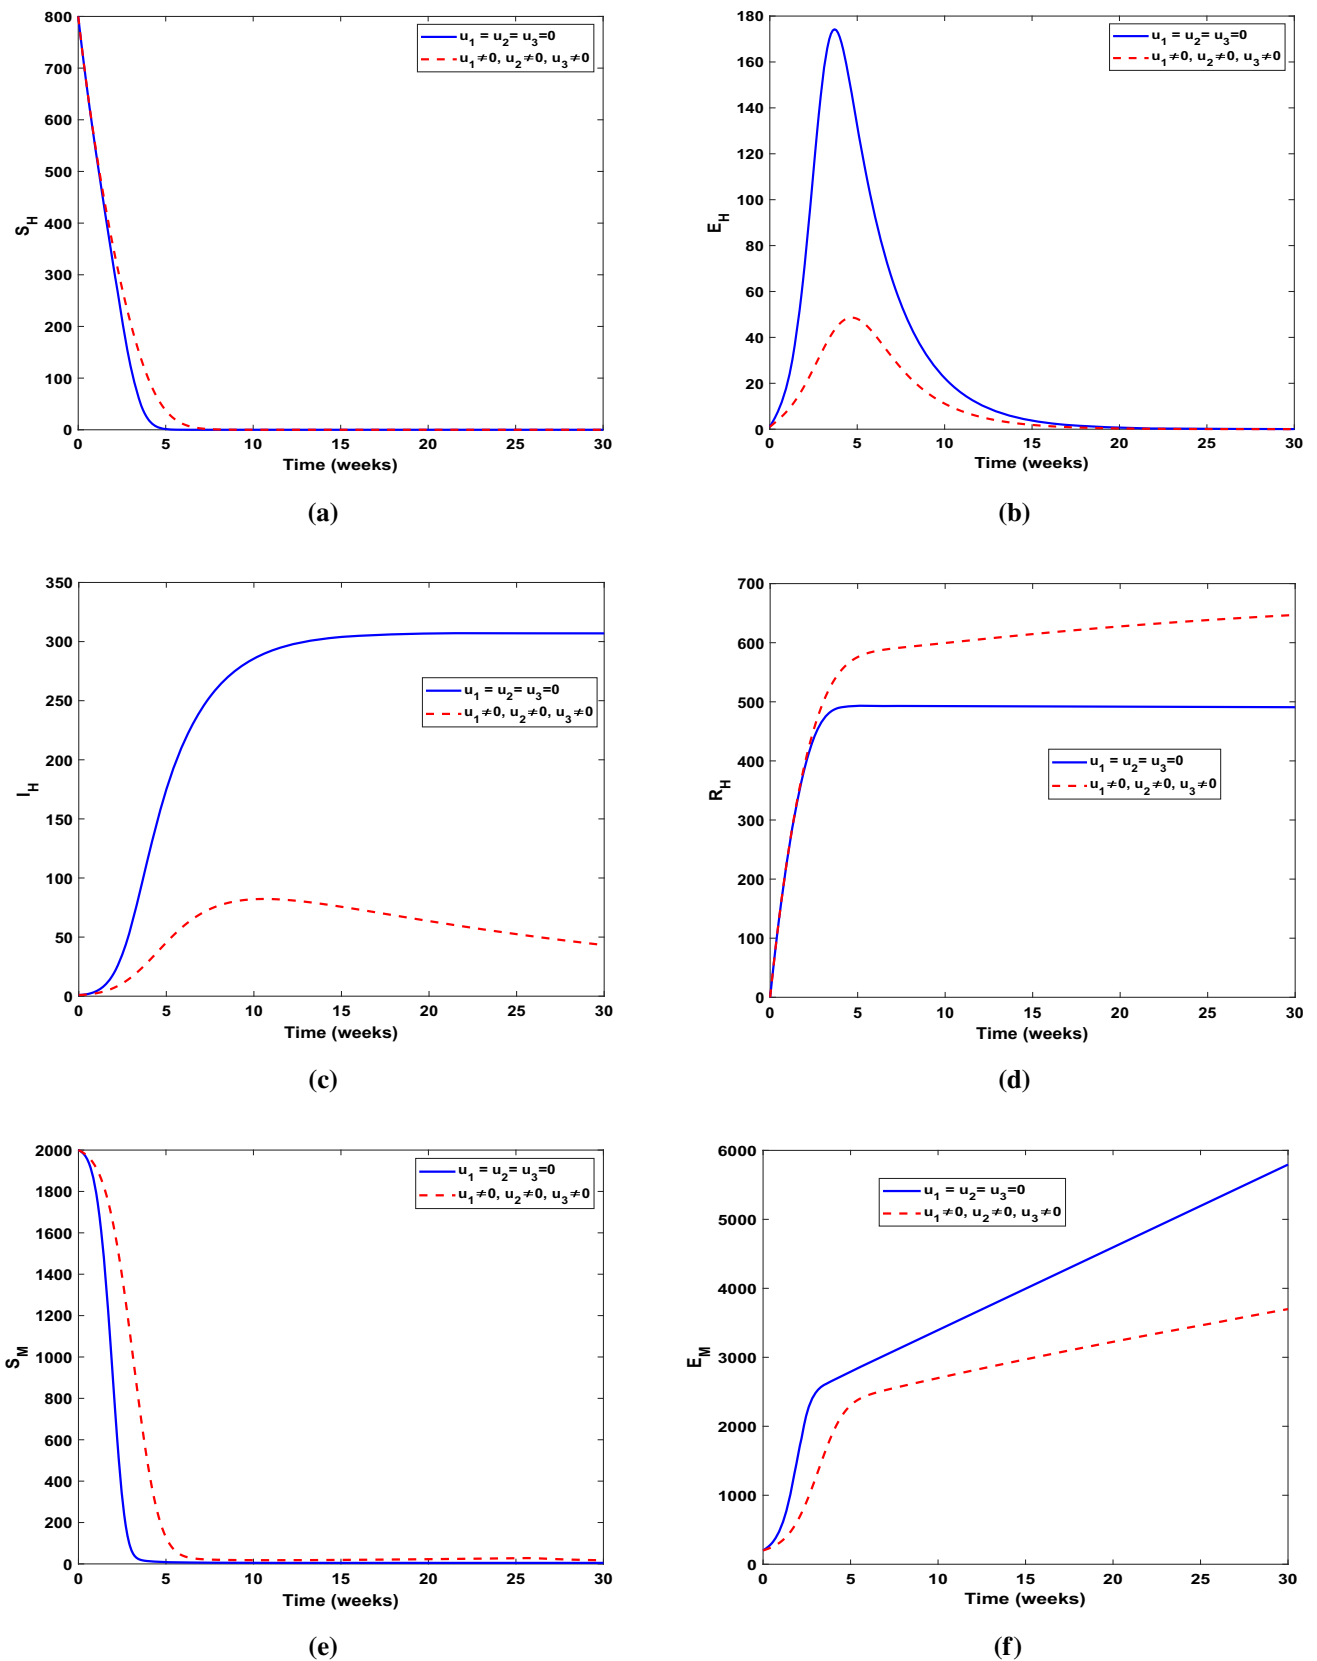 800
700
600
500
400
300
200
100
0
S_H
u_1 = u_2= u_3=0
u_1≠0, u_2≠0, u_3≠0
0 5 10 15 20 25 30
Time (weeks)
(a)
180
160
140
120
100
80
60
40
20
0
E_H
u_1 = u_2= u_3=0
u_1≠0, u_2≠0, u_3≠0
0 5 10 15 20 25 30
Time (weeks)
(b)
350
300
250
200
150
100
50
0
I_H
u_1 = u_2= u_3=0
u_1≠0, u_2≠0, u_3≠0
0 5 10 15 20 25 30
Time (weeks)
(c)
700
600
500
400
300
200
100
0
R_H
u_1 = u_2= u_3=0
u_1≠0, u_2≠0, u_3≠0
0 5 10 15 20 25 30
Time (weeks)
(d)
2000
1800
1600
1400
1200
1000
800
600
400
200
0
S_M
u_1 = u_2= u_3=0
u_1≠0, u_2≠0, u_3≠0
0 5 10 15 20 25 30
Time (weeks)
(e)
6000
5000
4000
3000
2000
1000
0
E_M
u_1 = u_2= u_3=0
u_1≠0, u_2≠0, u_3≠0
0 5 10 15 20 25 30
Time (weeks)
(f)